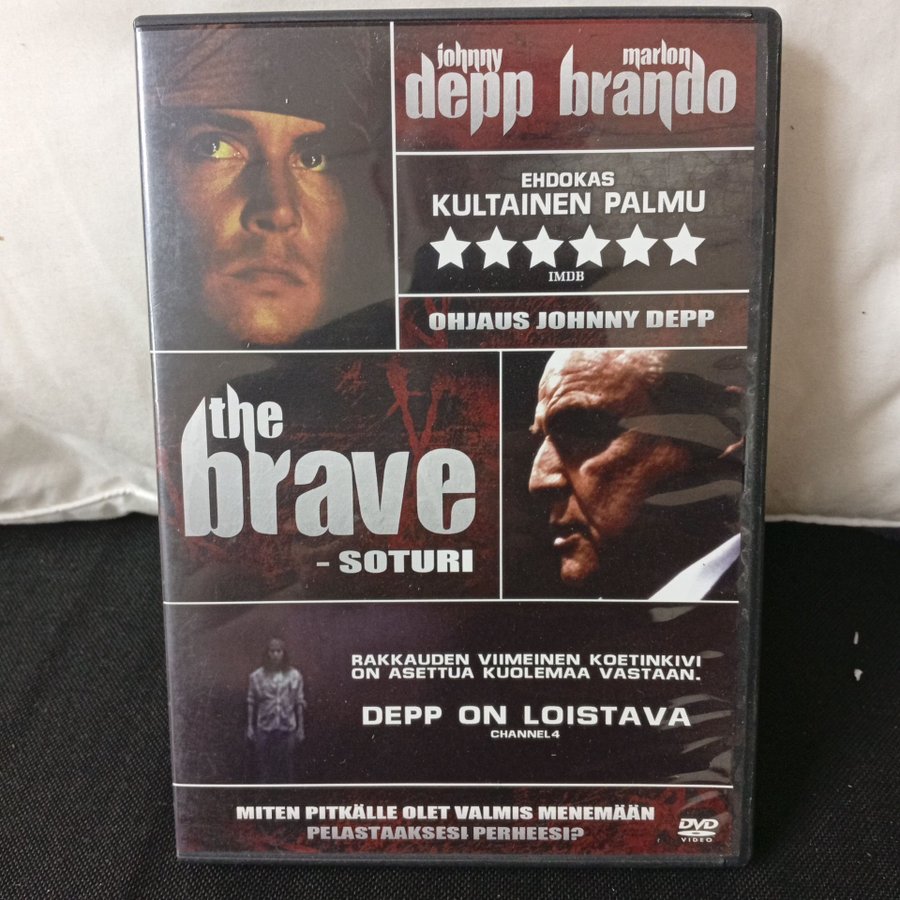 johnny marlon
depp brando
EHDOKAS
KULTAINEN PALMU
IMDB
OHJAUS JOHNNY DEPP
the
brave
- SOTURI
RAKKAUDEN VIIMEINEN KOETINKIVI
ON ASETTUA KUOLEMAA VASTAAN.
DEPP ON LOISTAVA
CHANNEL4
MITEN PITKÄLLE OLET VALMIS MENEMÄÄN
PELASTAAKSESI PERHEESI?
DVD
VIDEO